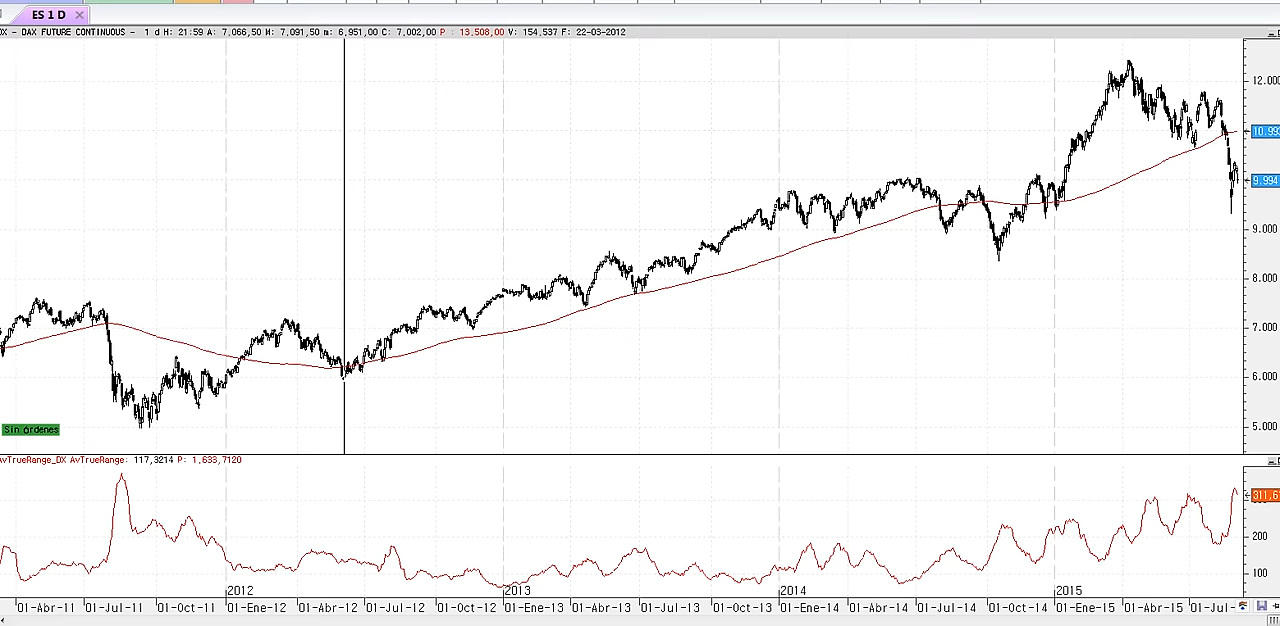 ES 1 D
DX - DAX FUTURE CONTINUOUS - 1 d H: 21:59 A: 7.066,50 H: 7.091,50 m: 6.951,00 C: 7.002,00 P : 13,508,00 V: 154,537 F: 22-03-2012
12.000
10.99
9.994
9.000
8.000
7.000
6.000
5.000
Sin órdenes
AvTrueRange_DX AvTrueRange: 117,3214 P: 1,633,7120
311,6
200
100
2012 2013 2014 2015
01-Abr-11 01-Jul-11 01-Oct-11 01-Ene-12 01-Abr-12 01-Jul-12 01-Oct-12 01-Ene-13 01-Abr-13 01-Jul-13 01-Oct-13 01-Ene-14 01-Abr-14 01-Jul-14 01-Oct-14 01-Ene-15 01-Abr-15 01-Jul-